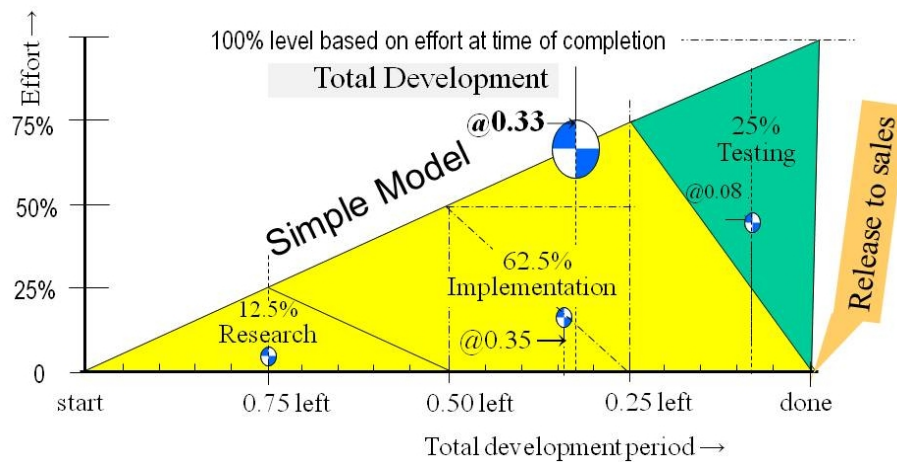 Effort →
100% level based on effort at time of completion
Total Development
@0.33
75%
25%
Testing
@0.08
Simple Model
50%
62.5%
Implementation
@0.35 →
25%
12.5%
Research
Release to sales
0
start
0.75 left
0.50 left
0.25 left
done
Total development period →